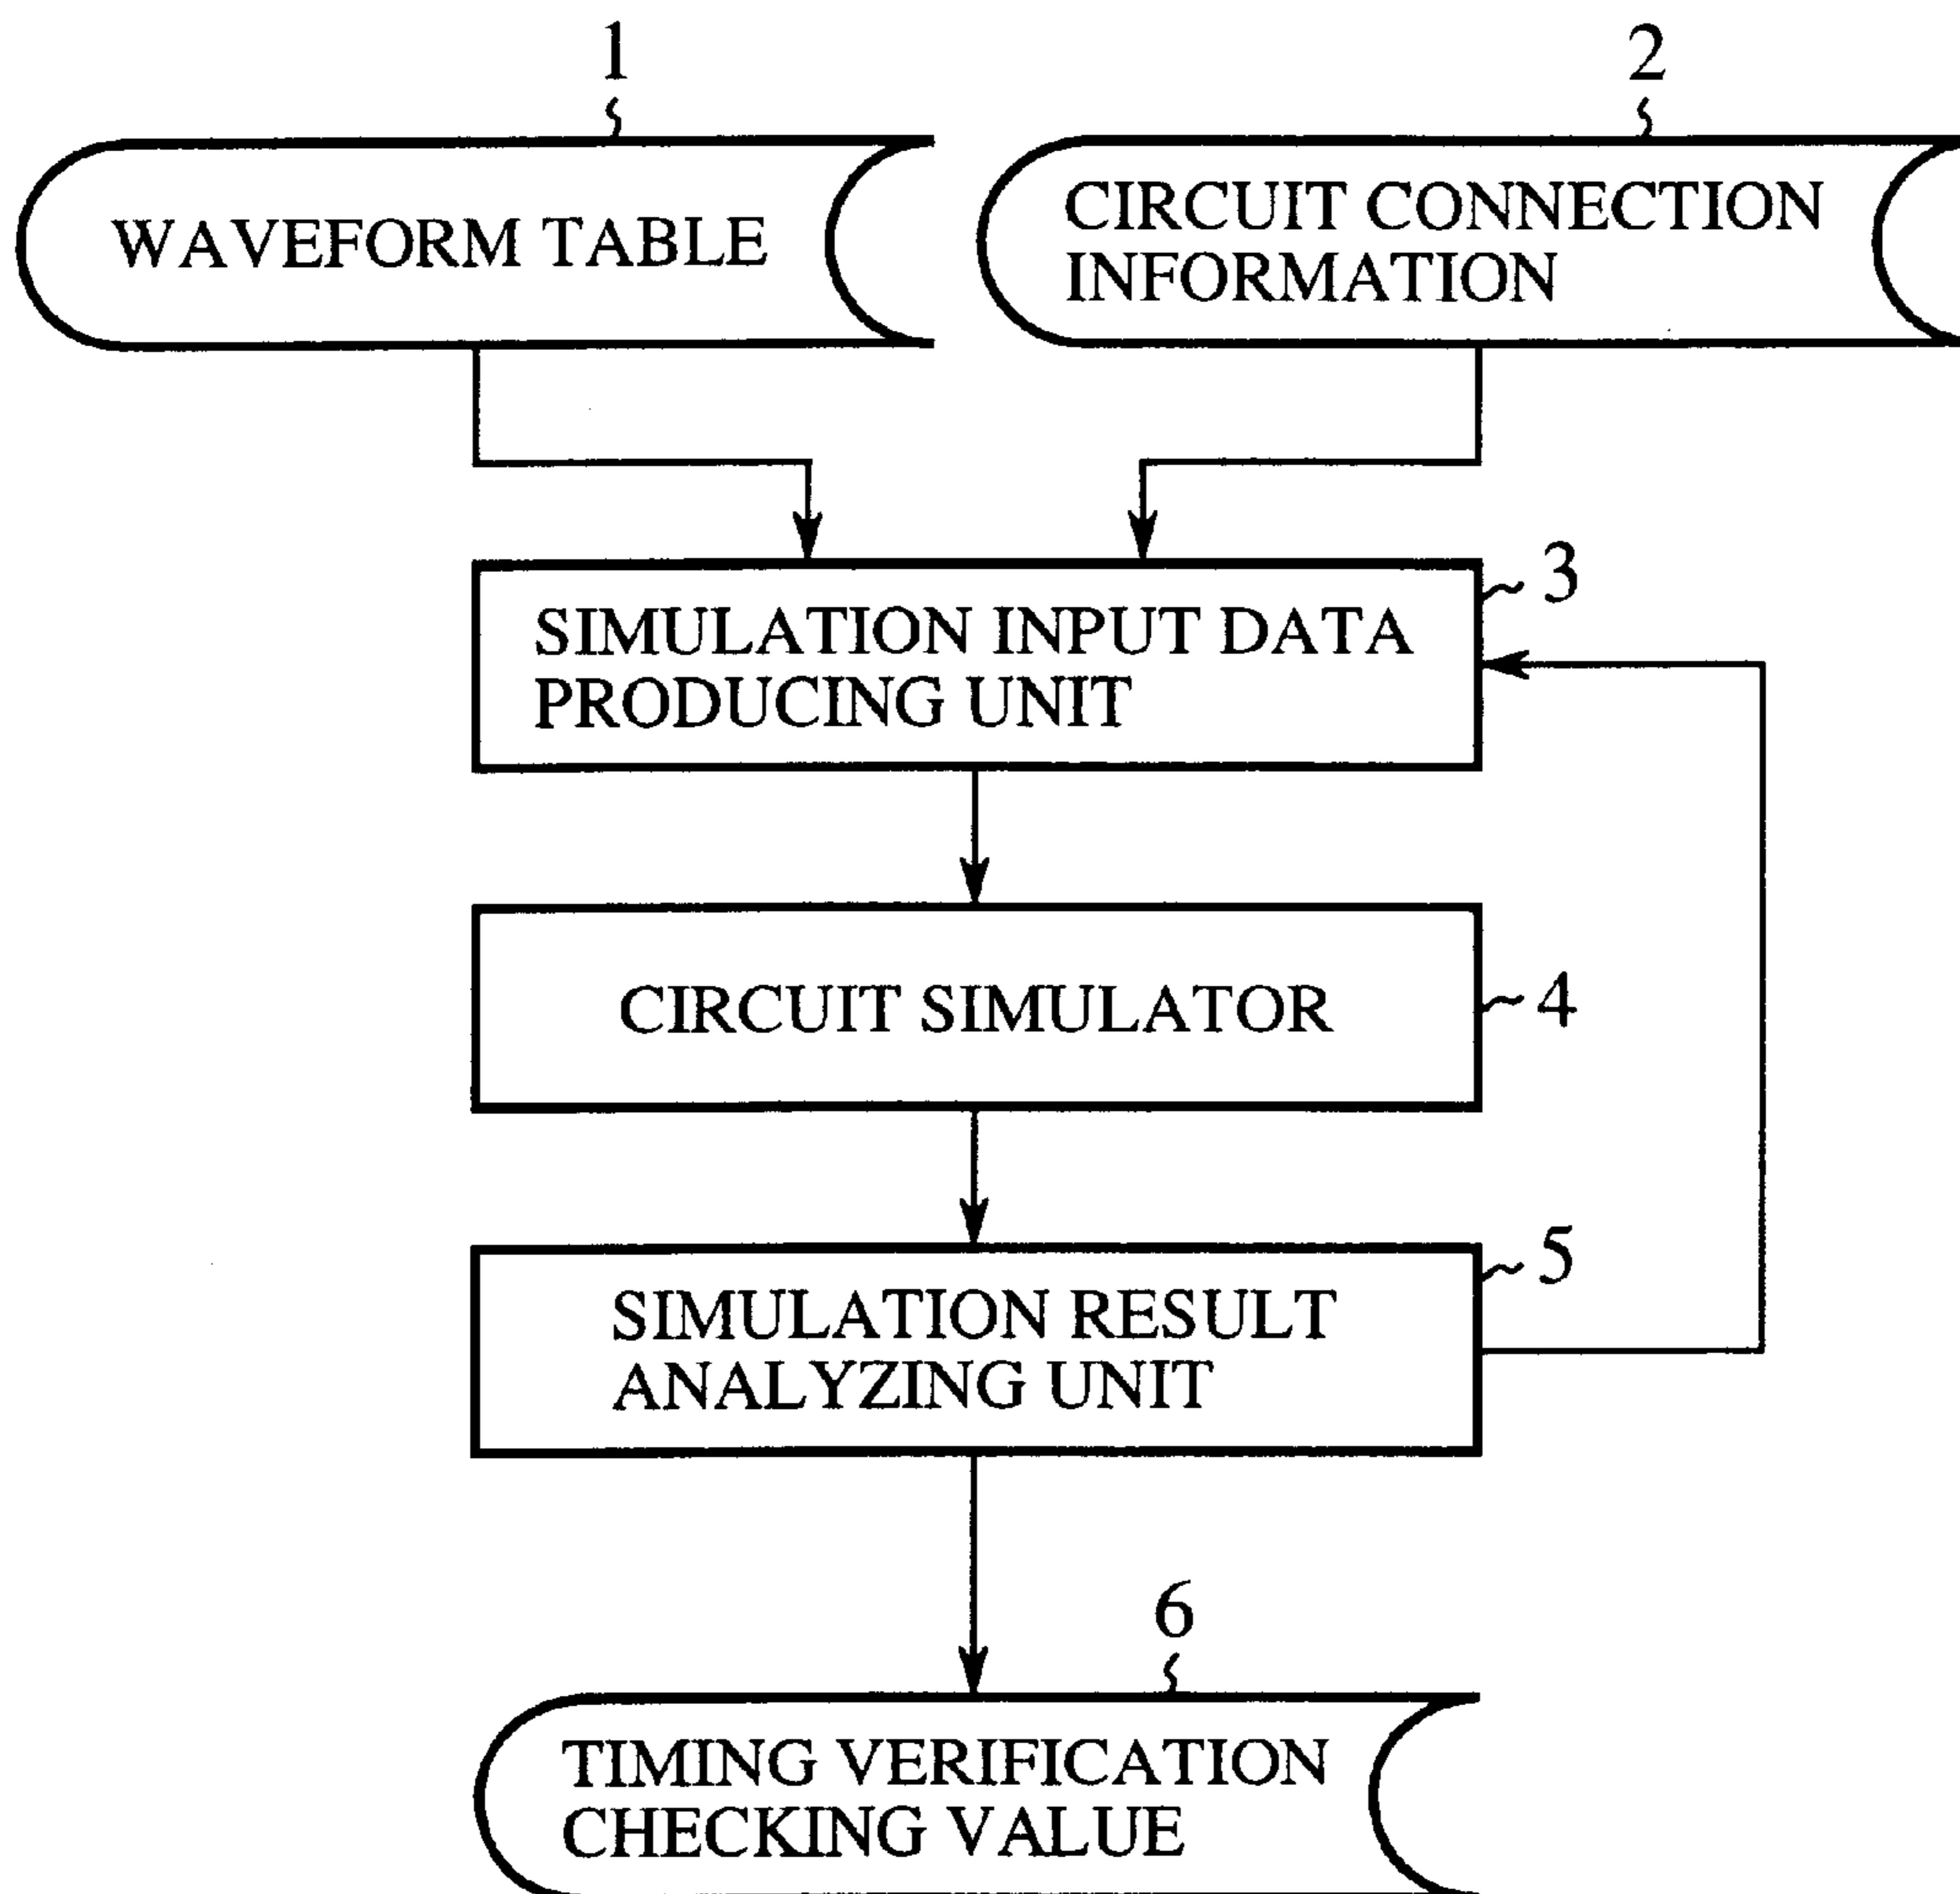 1
2
WAVEFORM TABLE
CIRCUIT CONNECTION
INFORMATION
3
SIMULATION INPUT DATA
PRODUCING UNIT
CIRCUIT SIMULATOR
4
5
SIMULATION RESULT
ANALYZING UNIT
6
TIMING VERIFICATION
CHECKING VALUE